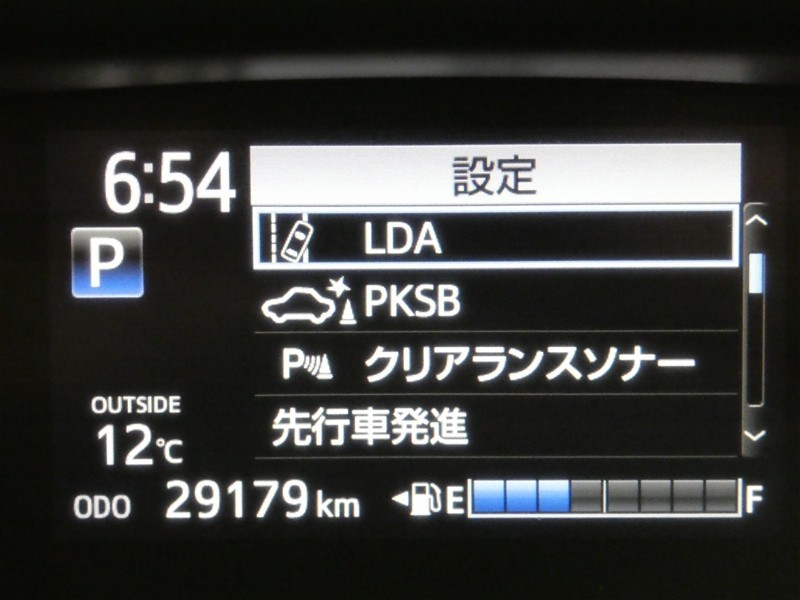 6:54
設定
P
LDA
PKSB
P クリアランスソナー
先行車発進
OUTSIDE
12℃
ODO 29179 km
E F